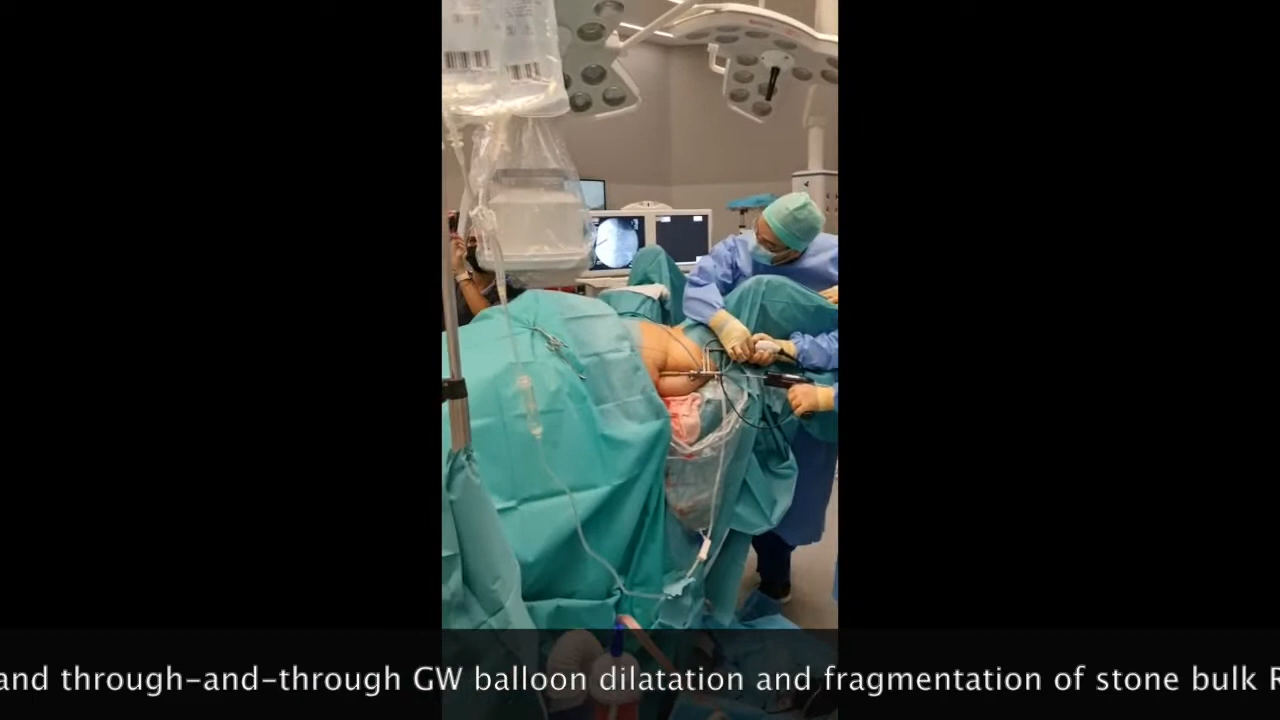 and through-and-through GW balloon dilatation and fragmentation of stone bulk